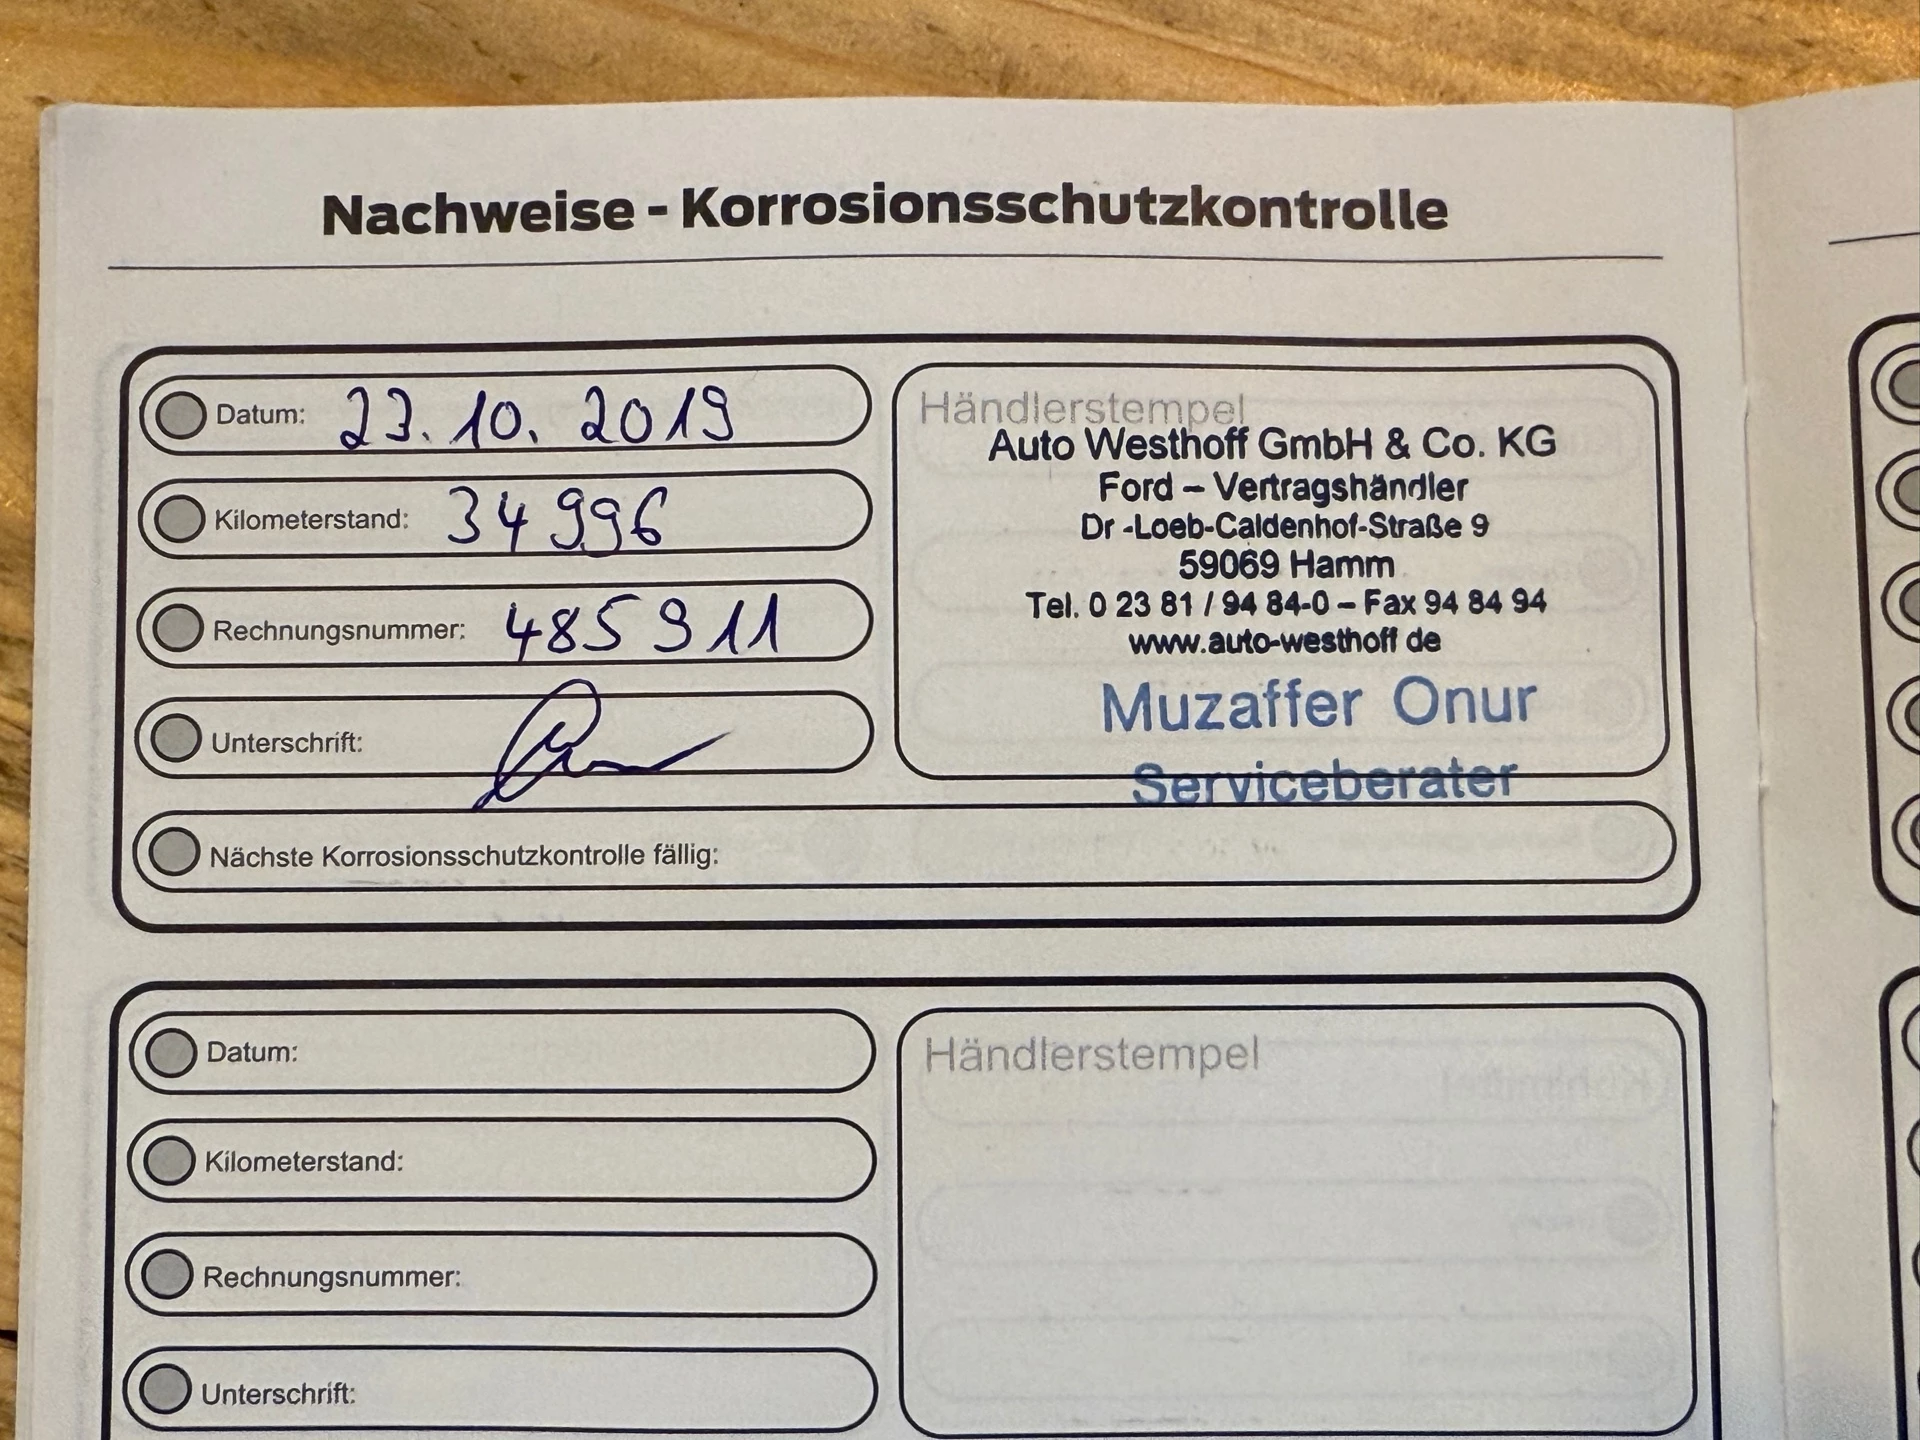 Nachweise - Korrosionsschutzkontrolle
Datum: 23.10.2019
Kilometerstand: 34996
Rechnungsnummer: 485911
Unterschrift:
Händlerstempel
Auto Westhoff GmbH & Co. KG
Ford – Vertragshändler
Dr -Loeb-Caldenhof-Straße 9
59069 Hamm
Tel. 0 23 81 / 94 84-0 – Fax 94 84 94
www.auto-westhoff de
Muzaffer Onur
Serviceberater
Nächste Korrosionsschutzkontrolle fällig:
Datum:
Kilometerstand:
Rechnungsnummer:
Unterschrift:
Händlerstempel